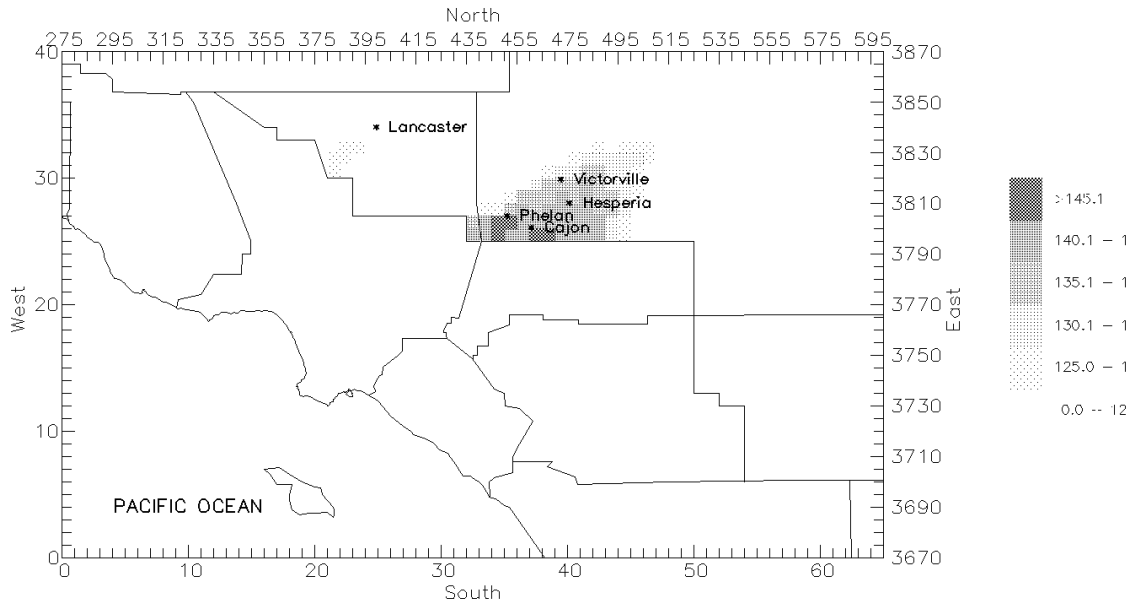 North
275 295 315 335 355 375 395 415 435 455 475 495 515 535 555 575 595
40 3870
3850
Lancaster
3830
30 Victorville
Hesperia 3810
Phelan
Cajon
3790
>145.1
140.1 - 1
135.1 - 1
130.1 - 1
125.0 - 1
0.0 -- 12
West
20 3770
East
3750
3730
10
3710
PACIFIC OCEAN 3690
0 3670
0 10 20 30 40 50 60
South